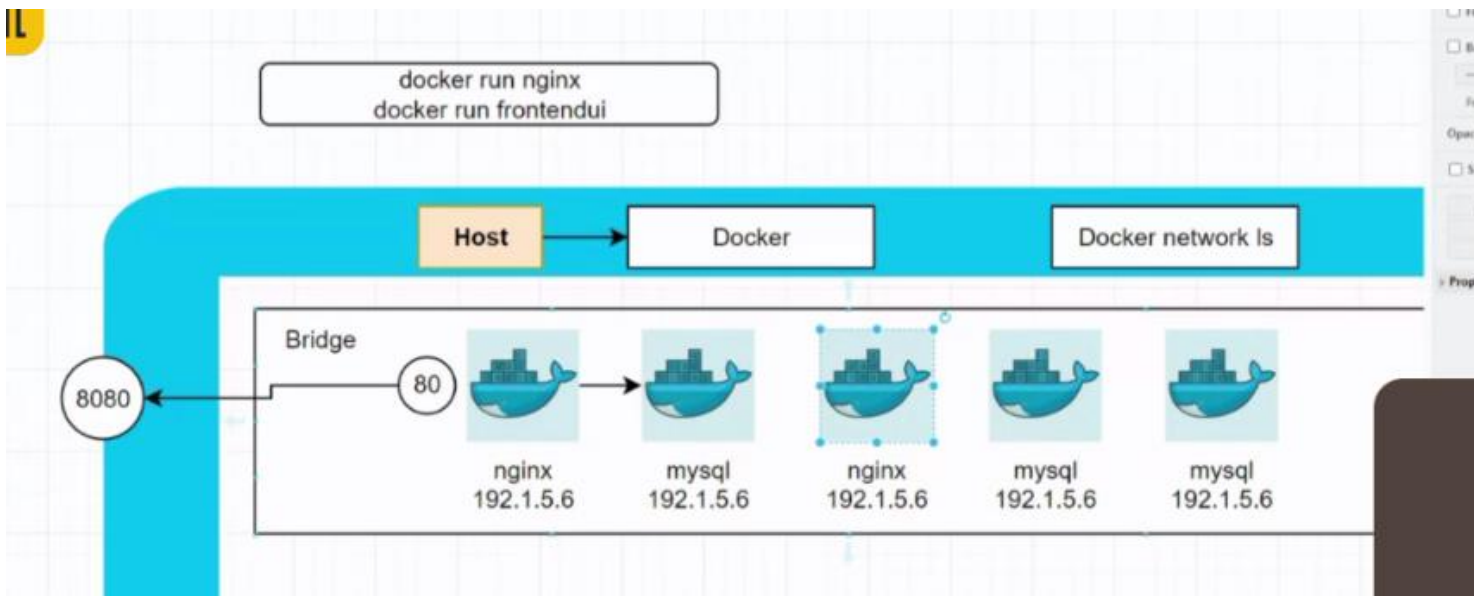 docker run nginx
docker run frontendui
Host
Docker
Docker network ls
Bridge
8080
80
nginx
192.1.5.6
mysql
192.1.5.6
nginx
192.1.5.6
mysql
192.1.5.6
mysql
192.1.5.6